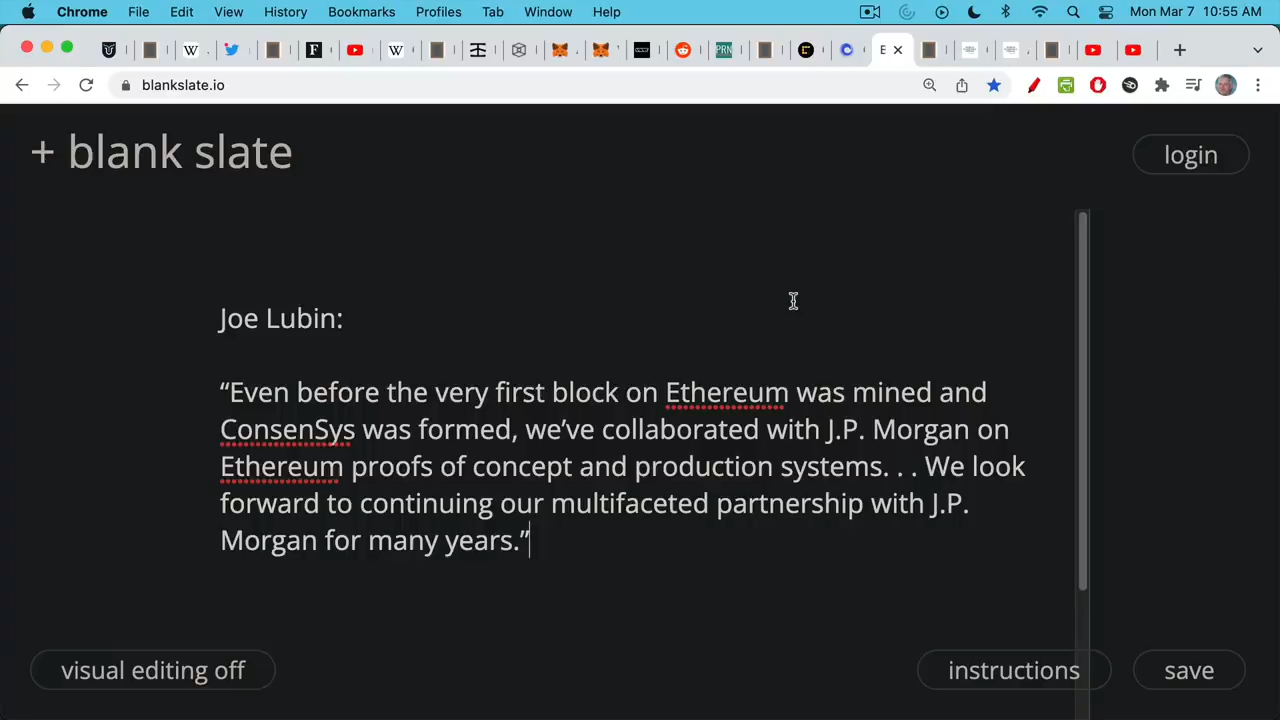 Chrome File Edit View History Bookmarks Profiles Tab Window Help Mon Mar 7 10:55 AM
blankslate.io
+ blank slate
login
Joe Lubin:
“Even before the very first block on Ethereum was mined and
ConsenSys was formed, we’ve collaborated with J.P. Morgan on
Ethereum proofs of concept and production systems. . . We look
forward to continuing our multifaceted partnership with J.P.
Morgan for many years.”
visual editing off
instructions
save